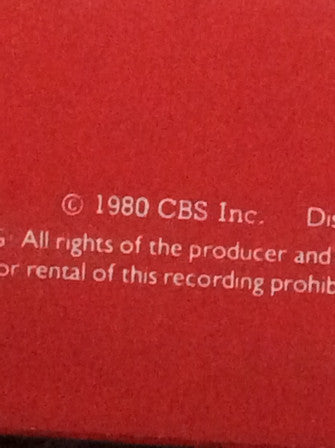 © 1980 CBS Inc. Dis
All rights of the producer and
or rental of this recording prohib